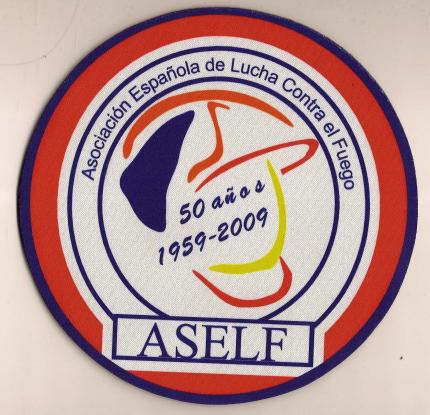 Asociación Española de Lucha Contra el Fuego
50 años
1959-2009
ASELF